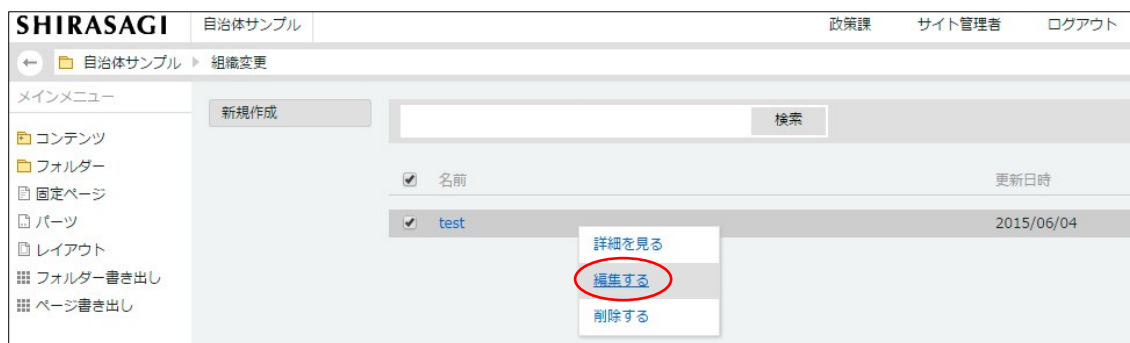 SHIRASAGI 自治体サンプル 政策課 サイト管理者 ログアウト
自治体サンプル 組織変更
メインメニュー
コンテンツ
フォルダー
固定ページ
パーツ
レイアウト
フォルダー書き出し
ページ書き出し
新規作成
検索
名前 更新日時
test 2015/06/04
詳細を見る
編集する
削除する